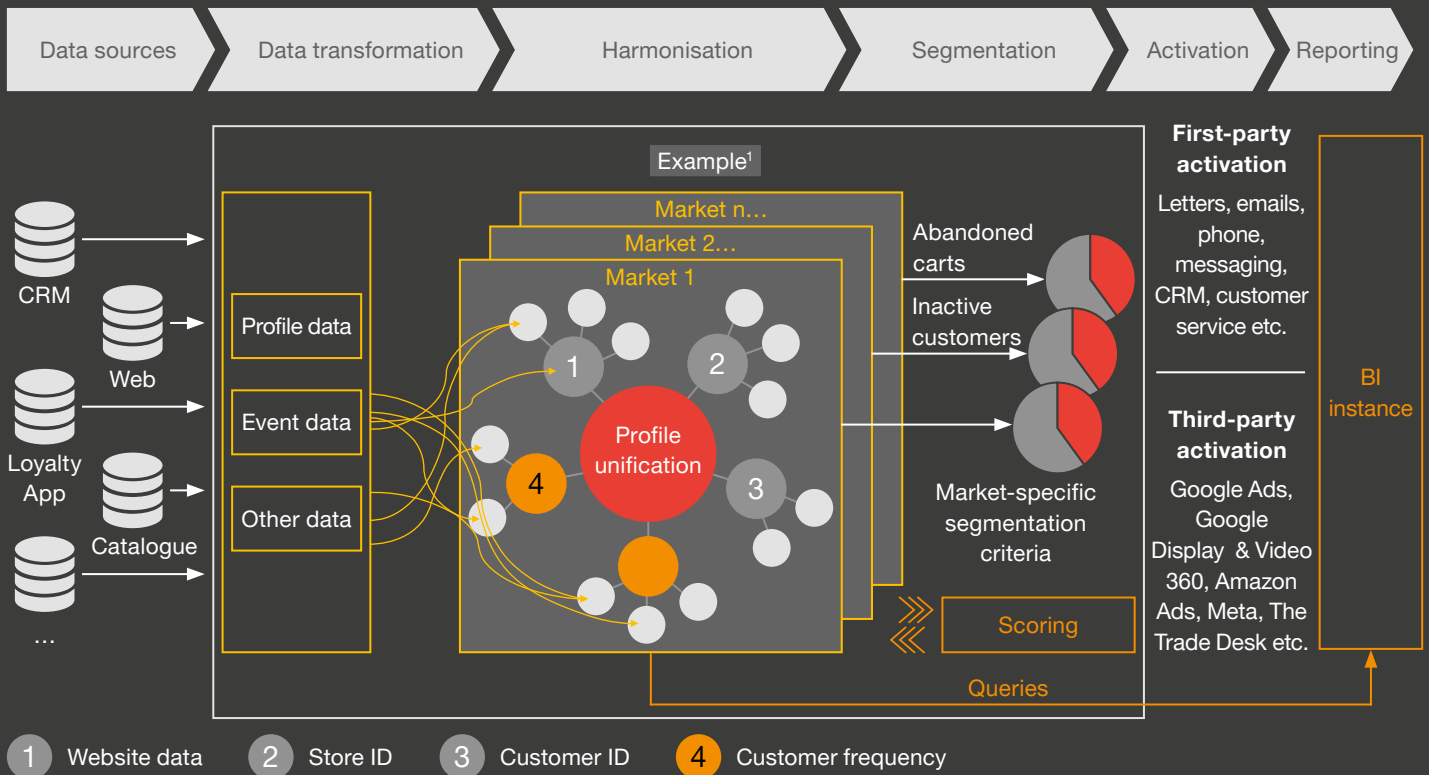 Data sources
Data transformation
Harmonisation
Segmentation
Activation
Reporting
Example1
CRM
Web
Loyalty
App
Catalogue
...
Profile data
Event data
Other data
Market n...
Market 2...
Market 1
1
2
3
4
Profile
unification
Abandoned
carts
Inactive
customers
Market-specific
segmentation
criteria
Scoring
Queries
First-party
activation
Letters, emails,
phone,
messaging,
CRM, customer
service etc.
Third-party
activation
Google Ads,
Google
Display & Video
360, Amazon
Ads, Meta, The
Trade Desk etc.
BI
instance
1 Website data
2 Store ID
3 Customer ID
4 Customer frequency